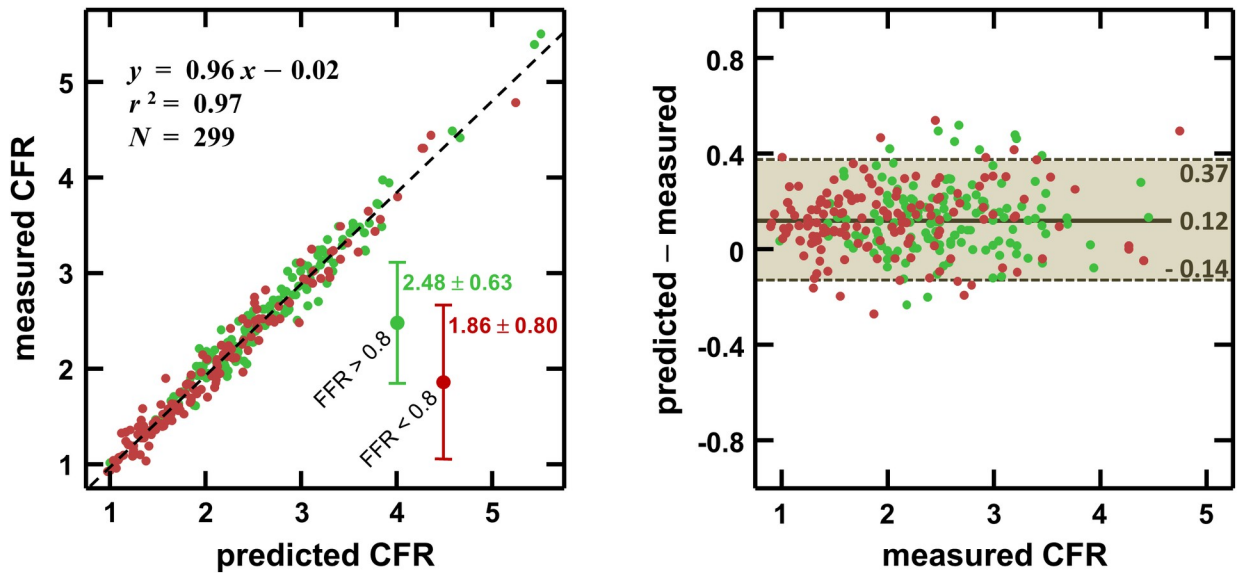 measured CFR
5
4
3
2
1
y = 0.96 x − 0.02
r² = 0.97
N = 299
2.48 ± 0.63
1.86 ± 0.80
FFR > 0.8
FFR < 0.8
1 2 3 4 5
predicted CFR
predicted − measured
0.8
0.4
0
-0.4
-0.8
0.37
0.12
- 0.14
1 2 3 4 5
measured CFR